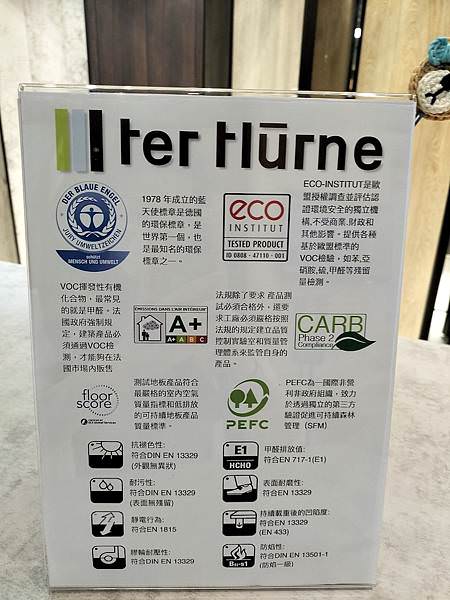 ter Hürne
DER BLAUE ENGEL
JURY UMWELTZEICHEN
schützt
MENSCH UND UMWELT
1978 年成立的藍
天使標章是德國
的環保標章,是
世界第一個,也
是最知名的環保
標章之一。
eco
INSTITUT
TESTED PRODUCT
ID 0808 - 47110 - 001
ECO-INSTITUT是歐
盟授權調查並評估認
證環境安全的獨立機
構,不受商業.財政和
其他影響。提供各種
基於歐盟標準的
VOC檢驗,如苯,亞
硝胺,碳,甲醛等殘留
量檢測。
VOC揮發性有機
化合物,最常見
的就是甲醛。法
國政府強制規
定,建築產品必
須通過VOC檢
測,才能夠在法
國市場內販售
ÉMISSIONS DANS L'AIR INTÉRIEUR
A+
A+ A B C
法規除了要求 產品測
試必須合格外,還要
求工廠必須嚴格按照
法規的規定建立品質
控制實驗室和質量管
理體系來監管自身的
產品。
CARB
Phase 2
Compliancy
floor
score
測試地板產品符合
最嚴格的室內空氣
質量指標和低排放
的可持續地板產品
質量標準。
PEFC
PEFC為一國際非營
利非政府組織,致力
於透過獨立的第三方
驗證促進可持續森林
管理(SFM)
抗褪色性:
符合DIN EN 13329
(外觀無異狀)
E1
HCHO
甲醛排放值:
符合EN 717-1(E1)
耐污性:
符合DIN EN 13329
(表面無殘留)
表面耐磨性:
符合EN 13329
靜電行為:
符合EN 1815
持續載重後的凹陷度:
符合EN 13329
(EN 433)
膠輪耐壓性:
符合DIN EN 13329
Bfl-s1
防焰性:
符合DIN EN 13501-1
(防焰一級)